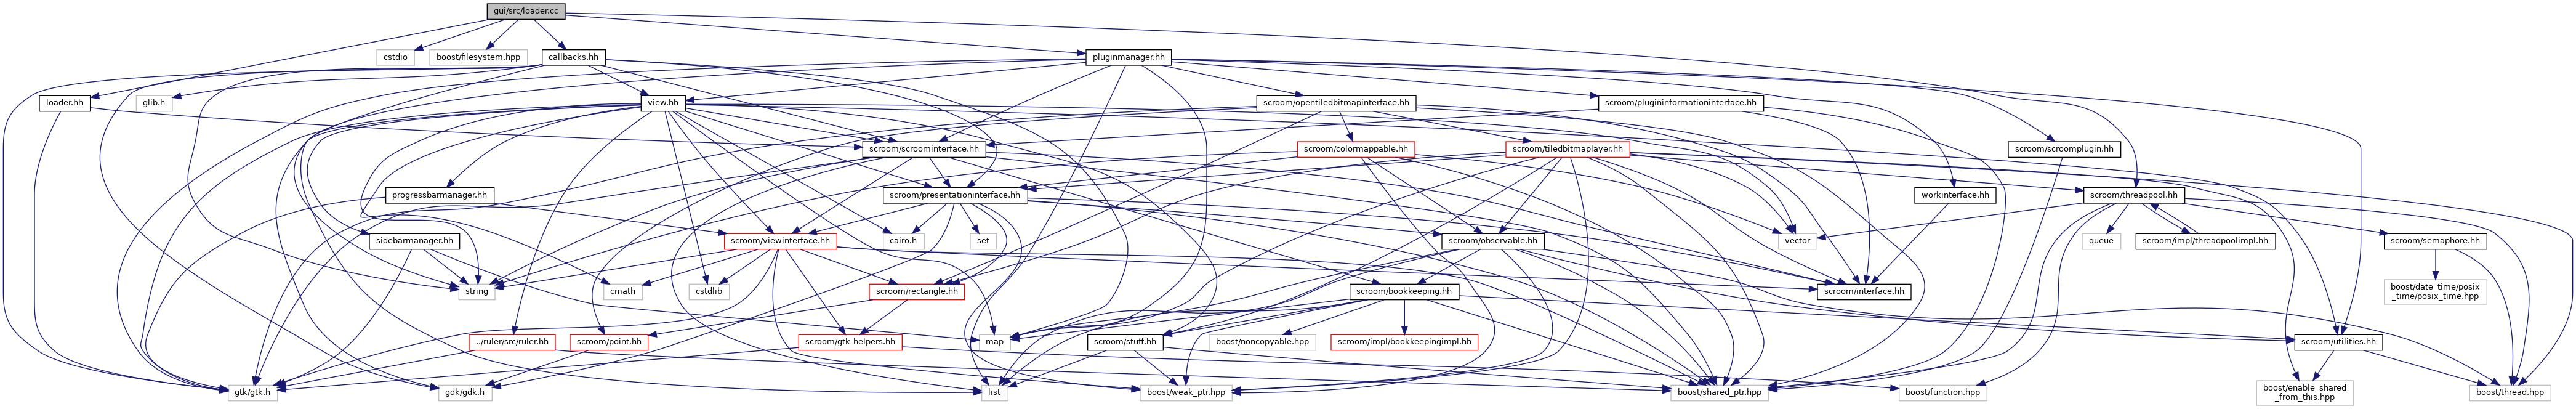 gui/src/loader.cc
cstdio
boost/filesystem.hpp
callbacks.hh
pluginmanager.hh
loader.hh
glib.h
view.hh
scroom/opentiledbitmapinterface.hh
scroom/plugininformationinterface.hh
scroom/scroominterface.hh
scroom/colormappable.hh
scroom/tiledbitmaplayer.hh
scroom/scroomplugin.hh
progressbarmanager.hh
scroom/presentationinterface.hh
workinterface.hh
scroom/threadpool.hh
sidebarmanager.hh
scroom/viewinterface.hh
cairo.h
set
scroom/observable.hh
vector
queue
scroom/impl/threadpoolimpl.hh
scroom/semaphore.hh
string
cmath
cstdlib
scroom/rectangle.hh
scroom/bookkeeping.hh
scroom/interface.hh
boost/date_time/posix
_time/posix_time.hpp
../ruler/src/ruler.hh
scroom/point.hh
scroom/gtk-helpers.hh
map
scroom/stuff.hh
boost/noncopyable.hpp
scroom/impl/bookkeepingimpl.hh
scroom/utilities.hh
gtk/gtk.h
gdk/gdk.h
list
boost/weak_ptr.hpp
boost/shared_ptr.hpp
boost/function.hpp
boost/enable_shared
_from_this.hpp
boost/thread.hpp